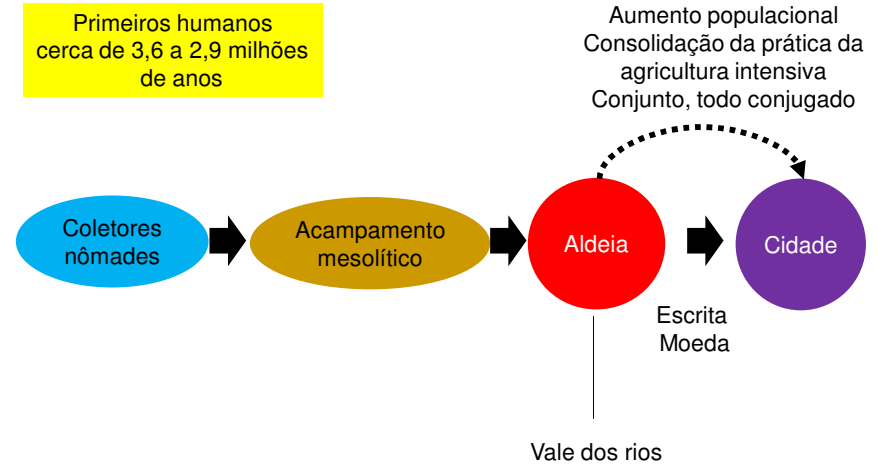 Primeiros humanos
cerca de 3,6 a 2,9 milhões
de anos
Aumento populacional
Consolidação da prática da
agricultura intensiva
Conjunto, todo conjugado
Coletores
nômades
Acampamento
mesolítico
Aldeia
Cidade
Escrita
Moeda
Vale dos rios